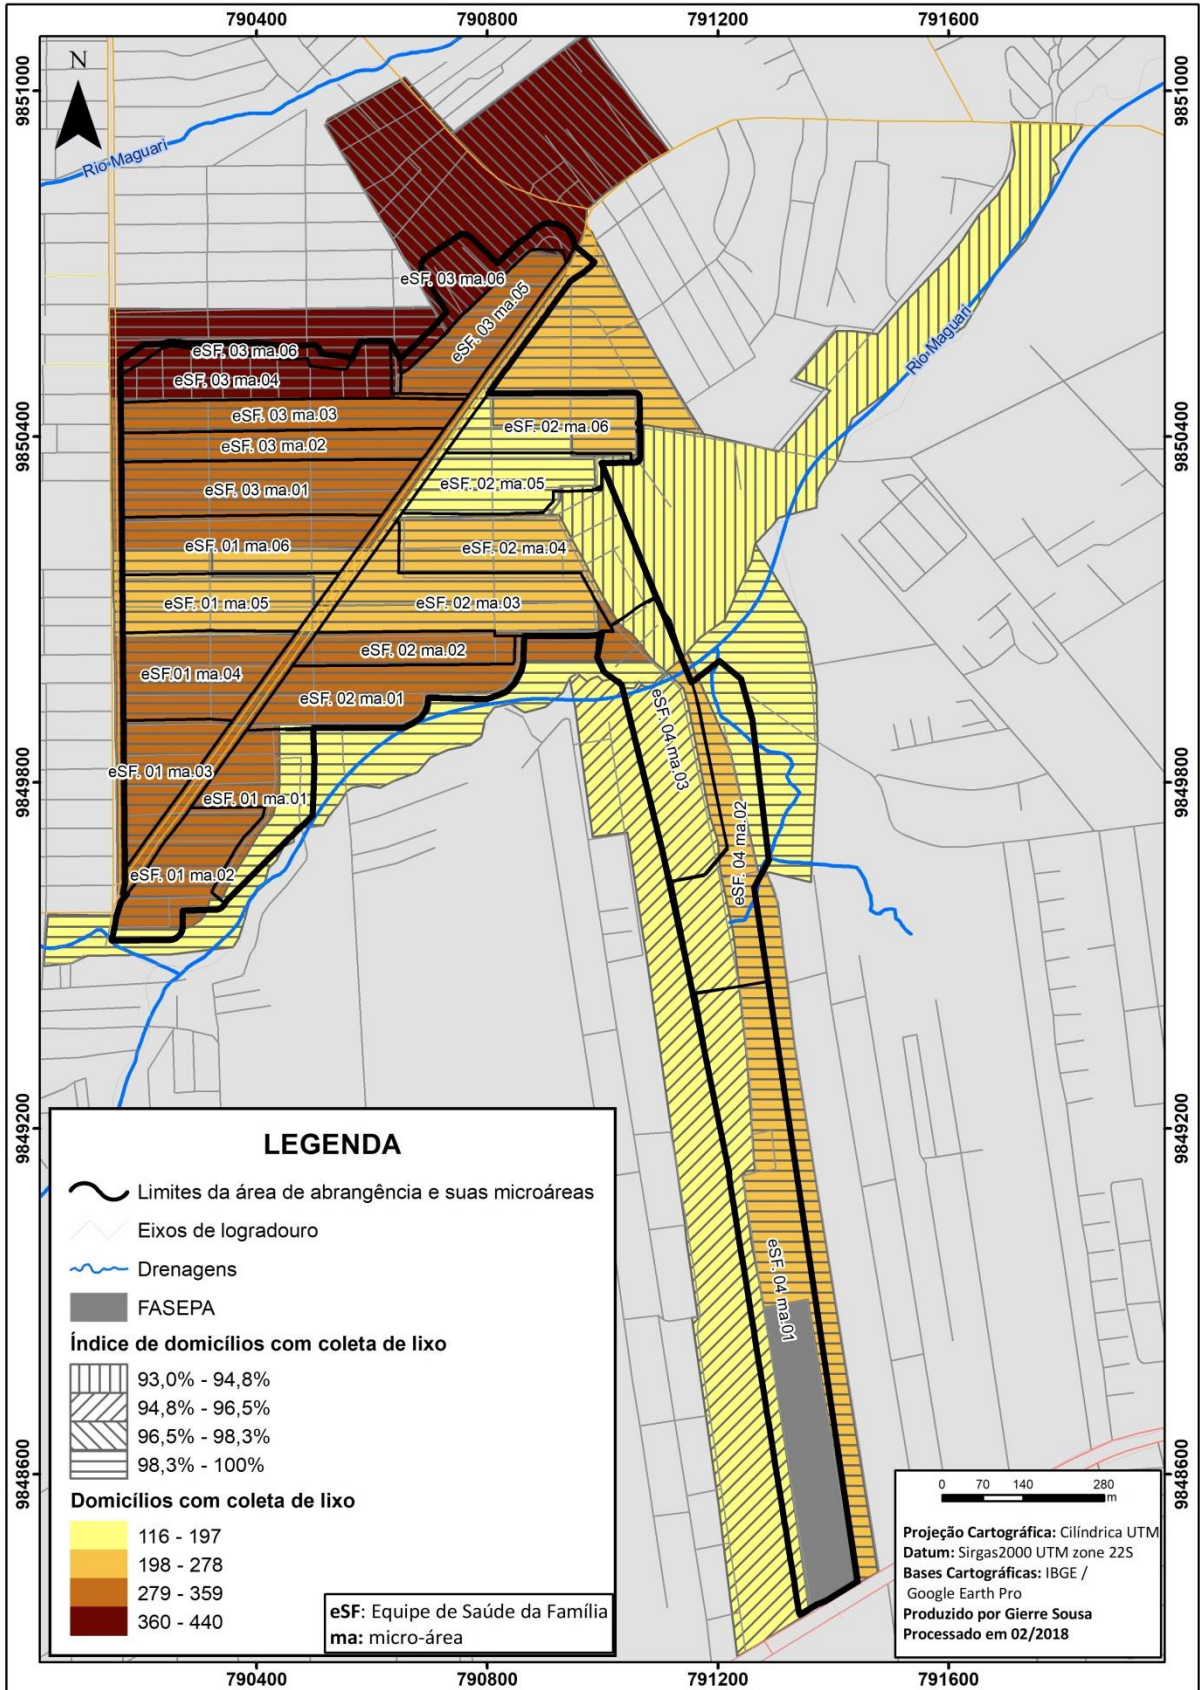 790400
790800
791200
791600
9851000
9851000
N
Rio Maguari
eSF. 03 ma.06
eSF. 03 ma.05
eSF. 03 ma.06
eSF. 03 ma.04
Rio Maguari
eSF. 03 ma.03
9850400
eSF. 02 ma.06
9850400
eSF. 03 ma.02
eSF. 02 ma.05
eSF. 03 ma.01
eSF. 01 ma.06
eSF. 02 ma.04
eSF. 01 ma.05
eSF. 02 ma.03
eSF. 02 ma.02
eSF.01 ma.04
eSF. 02 ma.01
eSF. 04 ma.03
9849800
eSF. 01 ma.03
9849800
eSF. 01 ma.01
eSF. 04 ma.02
eSF. 01 ma.02
9849200
9849200
LEGENDA
Limites da área de abrangência e suas microáreas
Eixos de logradouro
Drenagens
FASEPA
eSF. 04 ma.01
Índice de domicílios com coleta de lixo
93,0% - 94,8%
94,8% - 96,5%
96,5% - 98,3%
98,3% - 100%
9848600
9848600
Domicílios com coleta de lixo
116 - 197
198 - 278
279 - 359
360 - 440
eSF: Equipe de Saúde da Família
ma: micro-área
0 70 140 280
m
Projeção Cartográfica: Cilíndrica UTM
Datum: Sirgas2000 UTM zone 22S
Bases Cartográficas: IBGE /
Google Earth Pro
Produzido por Gierre Sousa
Processado em 02/2018
790400
790800
791200
791600